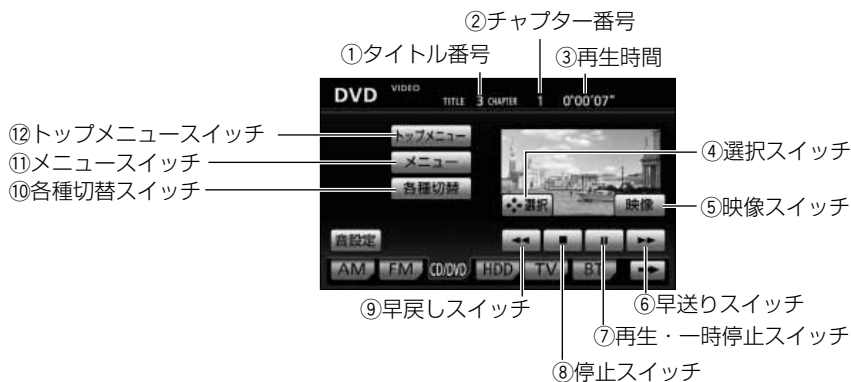 ②チャプター番号
①タイトル番号
③再生時間
DVD VIDEO TITLE 3 CHAPTER 1 0°00'07"
⑫トップメニュースイッチ
トップメニュー
⑪メニュースイッチ
メニュー
④選択スイッチ
⑩各種切替スイッチ
各種切替
選択
映像
⑤映像スイッチ
音設定
AM FM CD/DVD HDD TV BT
⑨早戻しスイッチ
⑥早送りスイッチ
⑦再生・一時停止スイッチ
⑧停止スイッチ